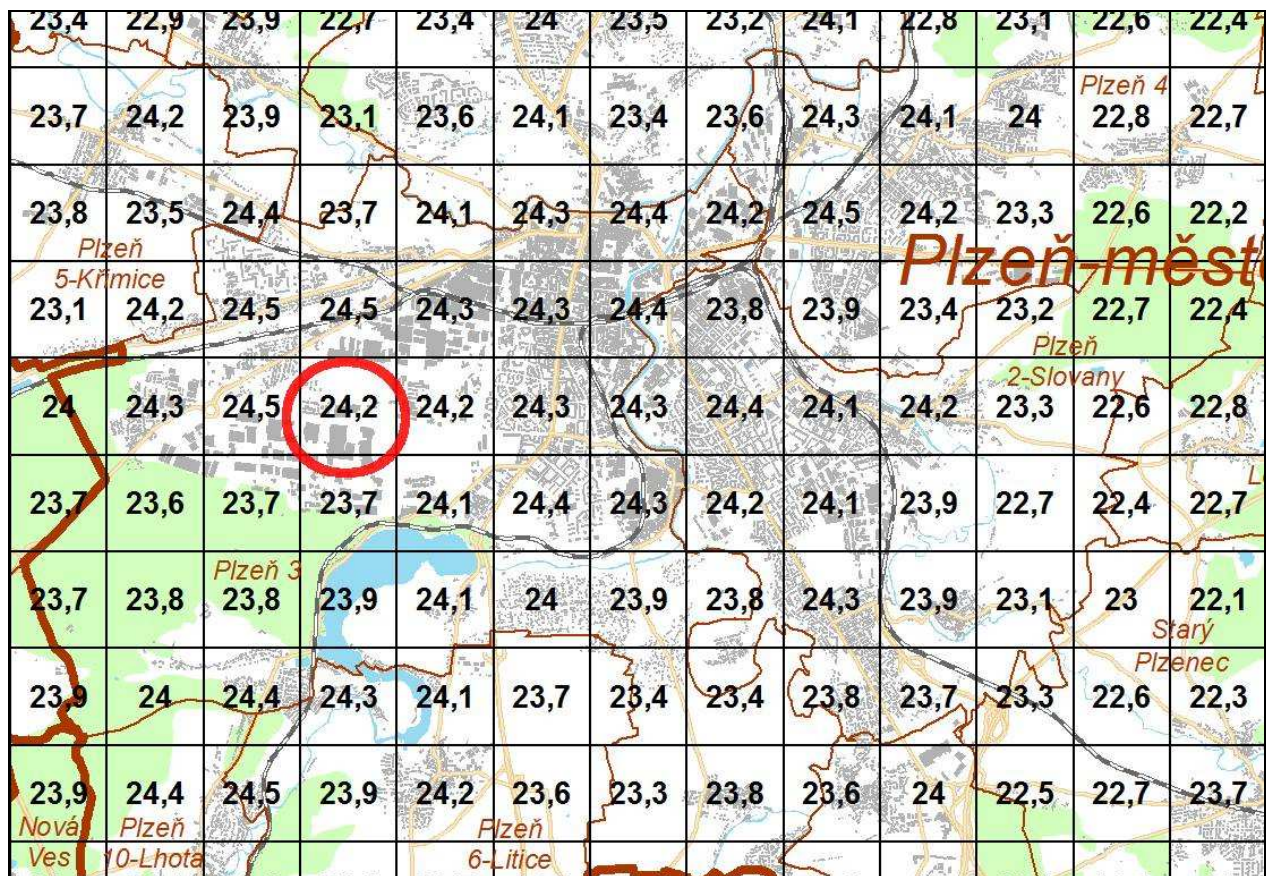 23,4 22,9 23,9 22,7 23,4 24 23,5 23,2 24,1 22,8 23,1 22,6 22,4
Plzeň 4
23,7 24,2 23,9 23,1 23,6 24,1 23,4 23,6 24,3 24,1 24 22,8 22,7
23,8 23,5 24,4 23,7 24,1 24,3 24,4 24,2 24,5 24,2 23,3 22,6 22,2
Plzeň
5-Křimice
Plzeň-město
23,1 24,2 24,5 24,5 24,3 24,3 24,4 23,8 23,9 23,4 23,2 22,7 22,4
Plzeň
2-Slovany
24 24,3 24,5 24,2 24,2 24,3 24,3 24,4 24,1 24,2 23,3 22,6 22,8
23,7 23,6 23,7 23,7 24,1 24,4 24,3 24,2 24,1 23,9 22,7 22,4 22,7
Plzeň 3
23,7 23,8 23,8 23,9 24,1 24 23,9 23,8 24,3 23,9 23,1 23 22,1
Starý
Plzenec
23,9 24 24,4 24,3 24,1 23,7 23,4 23,4 23,8 23,7 23,3 22,6 22,3
23,9 24,4 24,5 23,9 24,2 23,6 23,3 23,8 23,6 24 22,5 22,7 23,7
Nová
Ves
Plzeň
10-Lhota
Plzeň
6-Litice